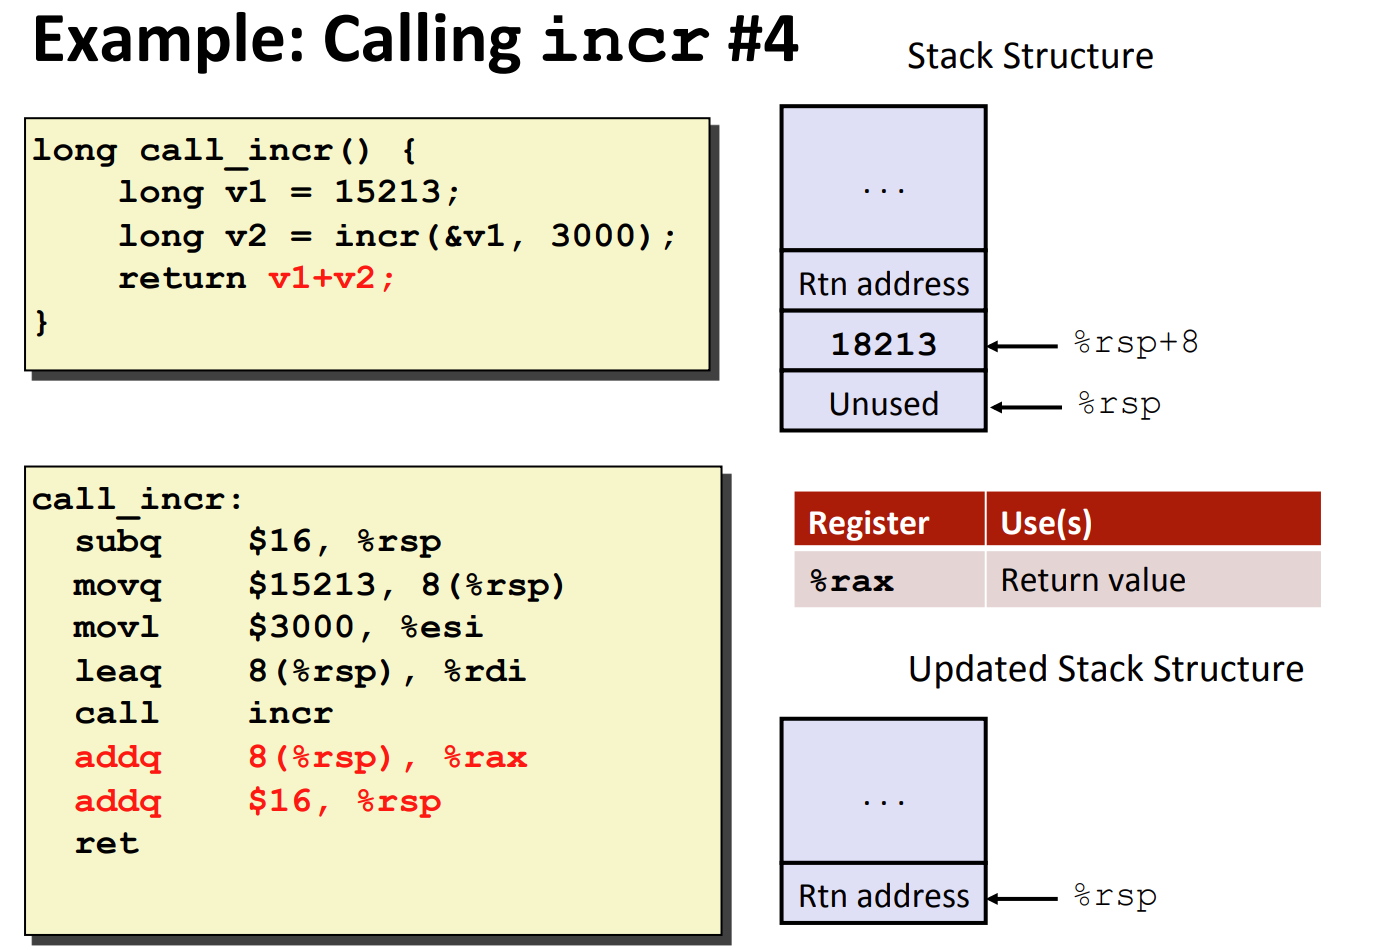 Example: Calling incr #4
long call_incr() {
    long v1 = 15213;
    long v2 = incr(&v1, 3000);
    return v1+v2;
}
call_incr:
  subq    $16, %rsp
  movq    $15213, 8(%rsp)
  movl    $3000, %esi
  leaq    8(%rsp), %rdi
  call    incr
  addq    8(%rsp), %rax
  addq    $16, %rsp
  ret
Stack Structure
...
Rtn address
18213 %rsp+8
Unused %rsp
Register Use(s)
%rax Return value
Updated Stack Structure
...
Rtn address %rsp